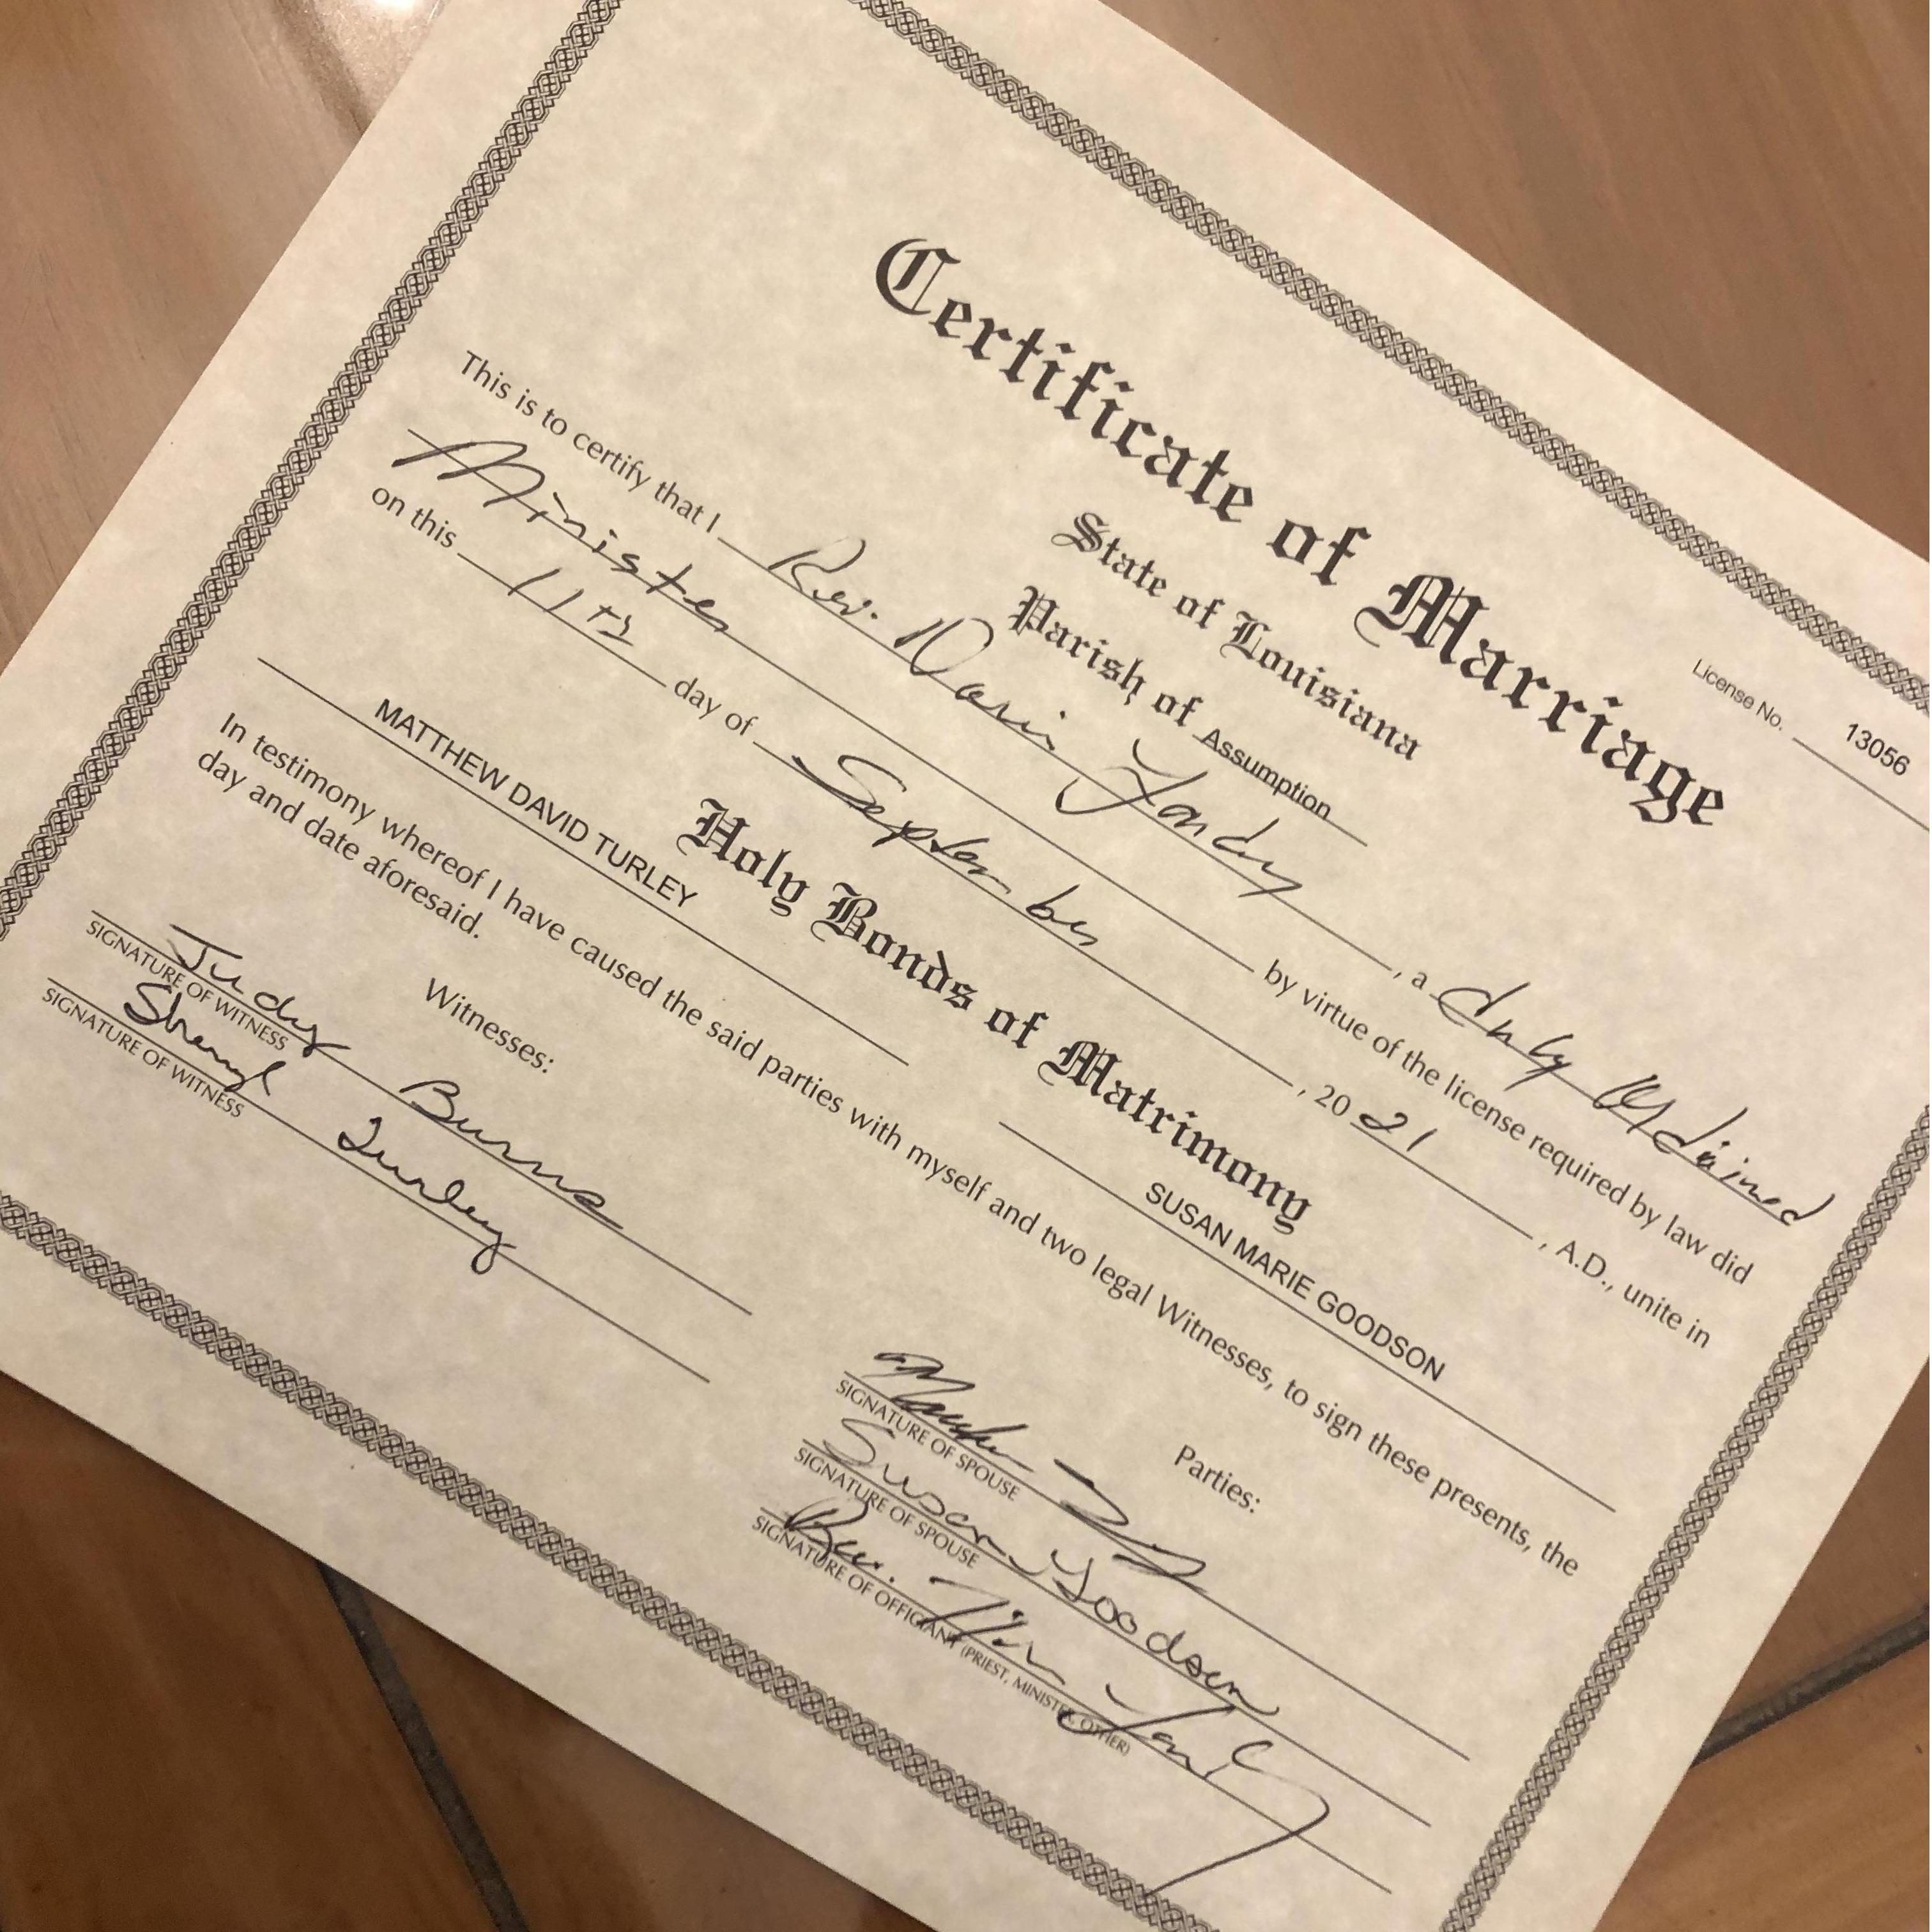 License No. 13056
Certificate of Marriage
State of Louisiana
Parish of Assumption
This is to certify that I Rev. , a duly Ordained
Minister by virtue of the license required by law did
on this 11th day of September , 20 21 , A.D., unite in
Holy Bonds of Matrimony
MATTHEW DAVID TURLEY SUSAN MARIE GOODSON
In testimony whereof I have caused the said parties with myself and two legal Witnesses, to sign these presents, the
day and date aforesaid.
Witnesses: Parties:
Judy Burns
SIGNATURE OF WITNESS
Sherryl Turley
SIGNATURE OF WITNESS
SIGNATURE OF SPOUSE
Susan Goodson
SIGNATURE OF SPOUSE
Rev.
SIGNATURE OF OFFICIANT (PRIEST, MINISTER, OTHER)